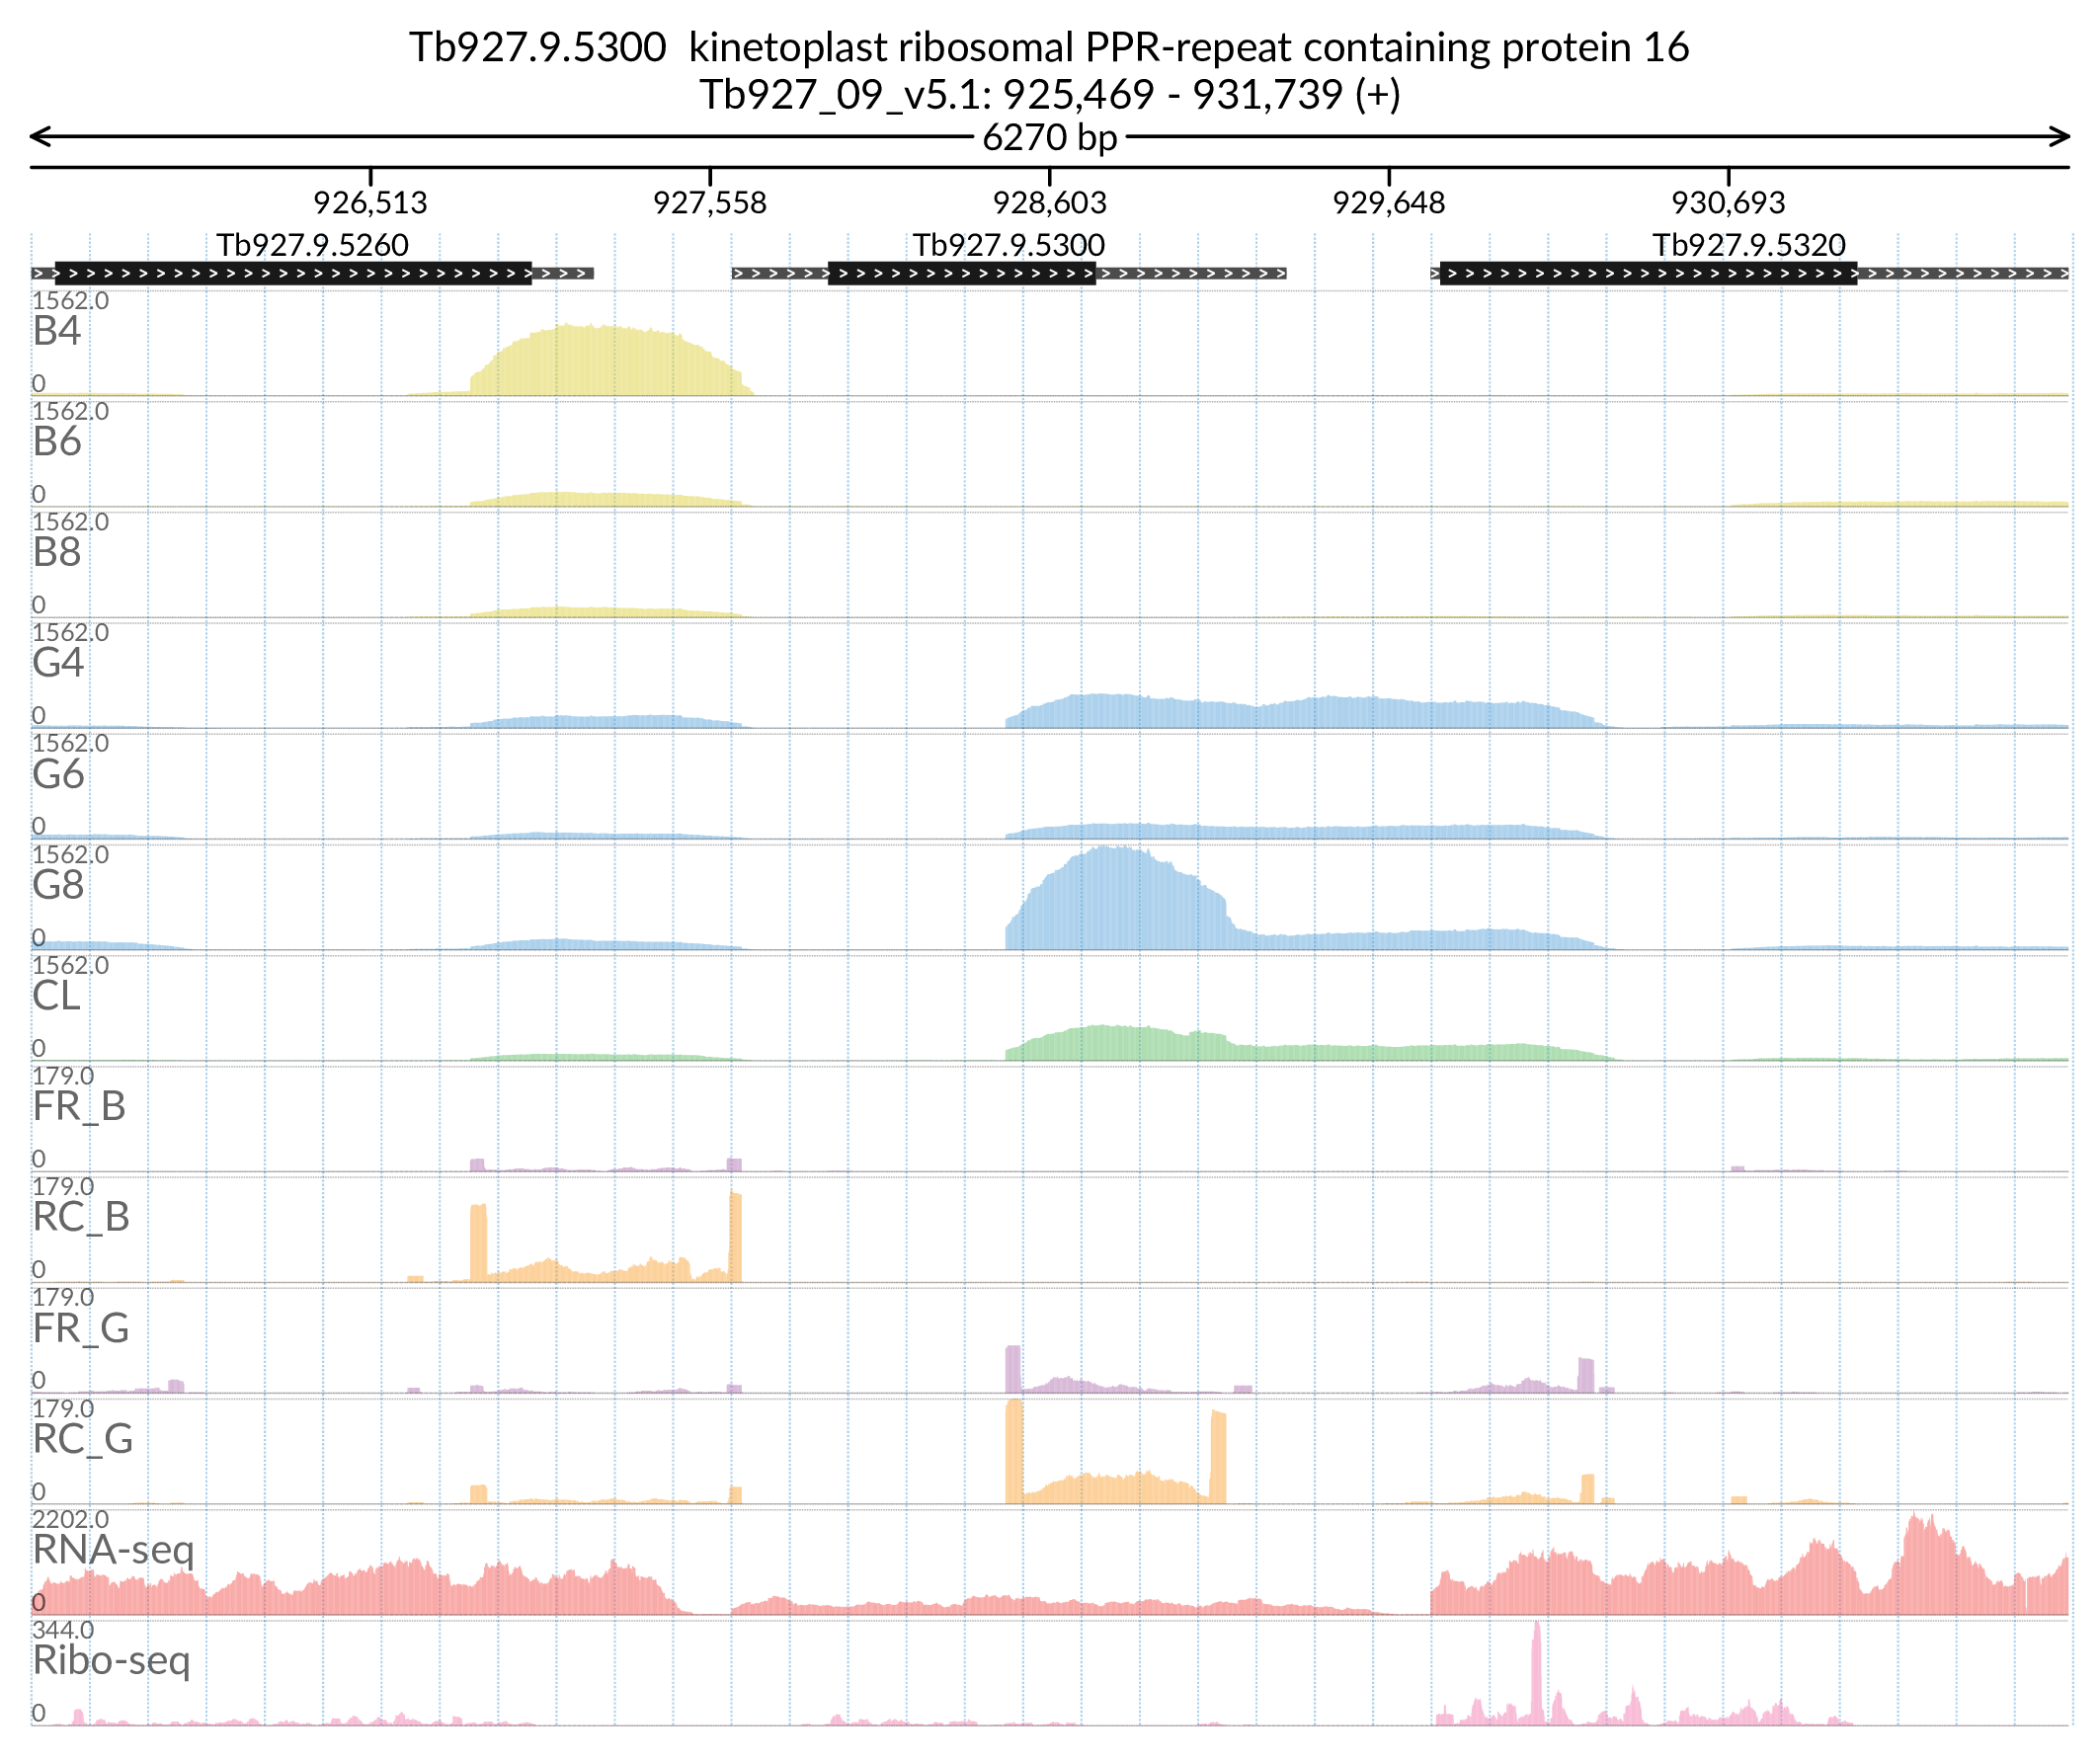 Tb927.9.5300 kinetoplast ribosomal PPR-repeat containing protein 16
Tb927_09_v5.1: 925,469 - 931,739 (+)
6270 bp
926,513 927,558 928,603 929,648 930,693
Tb927.9.5260 Tb927.9.5300 Tb927.9.5320
1562.0
B4
0
1562.0
B6
0
1562.0
B8
0
1562.0
G4
0
1562.0
G6
0
1562.0
G8
0
1562.0
CL
0
179.0
FR_B
0
179.0
RC_B
0
179.0
FR_G
0
179.0
RC_G
0
2202.0
RNA-seq
0
344.0
Ribo-seq
0